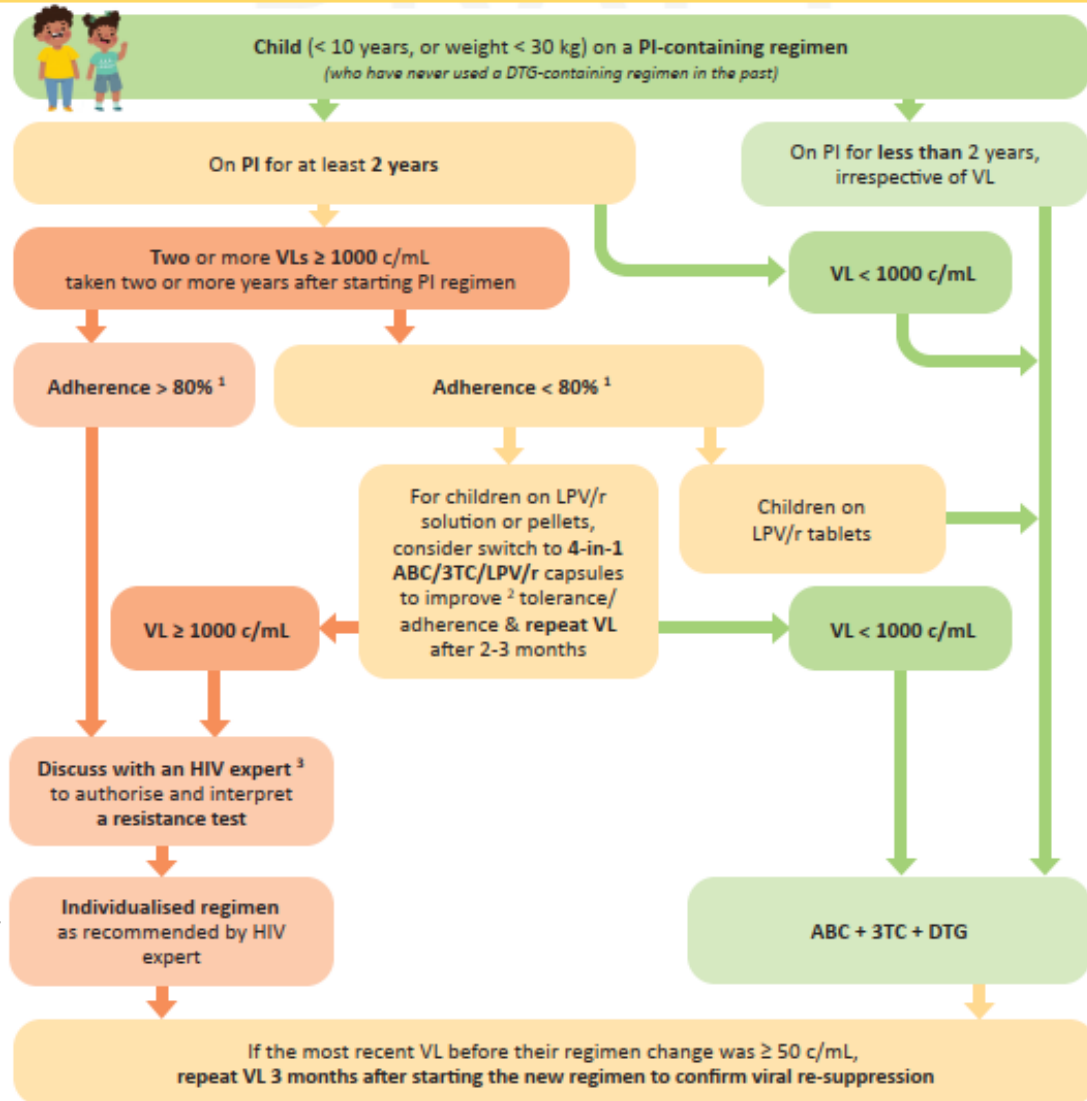 Child (< 10 years, or weight < 30 kg) on a PI-containing regimen
(who have never used a DTG-containing regimen in the past)
On PI for at least 2 years
On PI for less than 2 years,
irrespective of VL
Two or more VLs ≥ 1000 c/mL
taken two or more years after starting PI regimen
VL < 1000 c/mL
Adherence > 80% ¹
Adherence < 80% ¹
For children on LPV/r
solution or pellets,
consider switch to 4-in-1
ABC/3TC/LPV/r capsules
to improve ² tolerance/
adherence & repeat VL
after 2-3 months
Children on
LPV/r tablets
VL ≥ 1000 c/mL
VL < 1000 c/mL
Discuss with an HIV expert ³
to authorise and interpret
a resistance test
Individualised regimen
as recommended by HIV
expert
ABC + 3TC + DTG
If the most recent VL before their regimen change was ≥ 50 c/mL,
repeat VL 3 months after starting the new regimen to confirm viral re-suppression